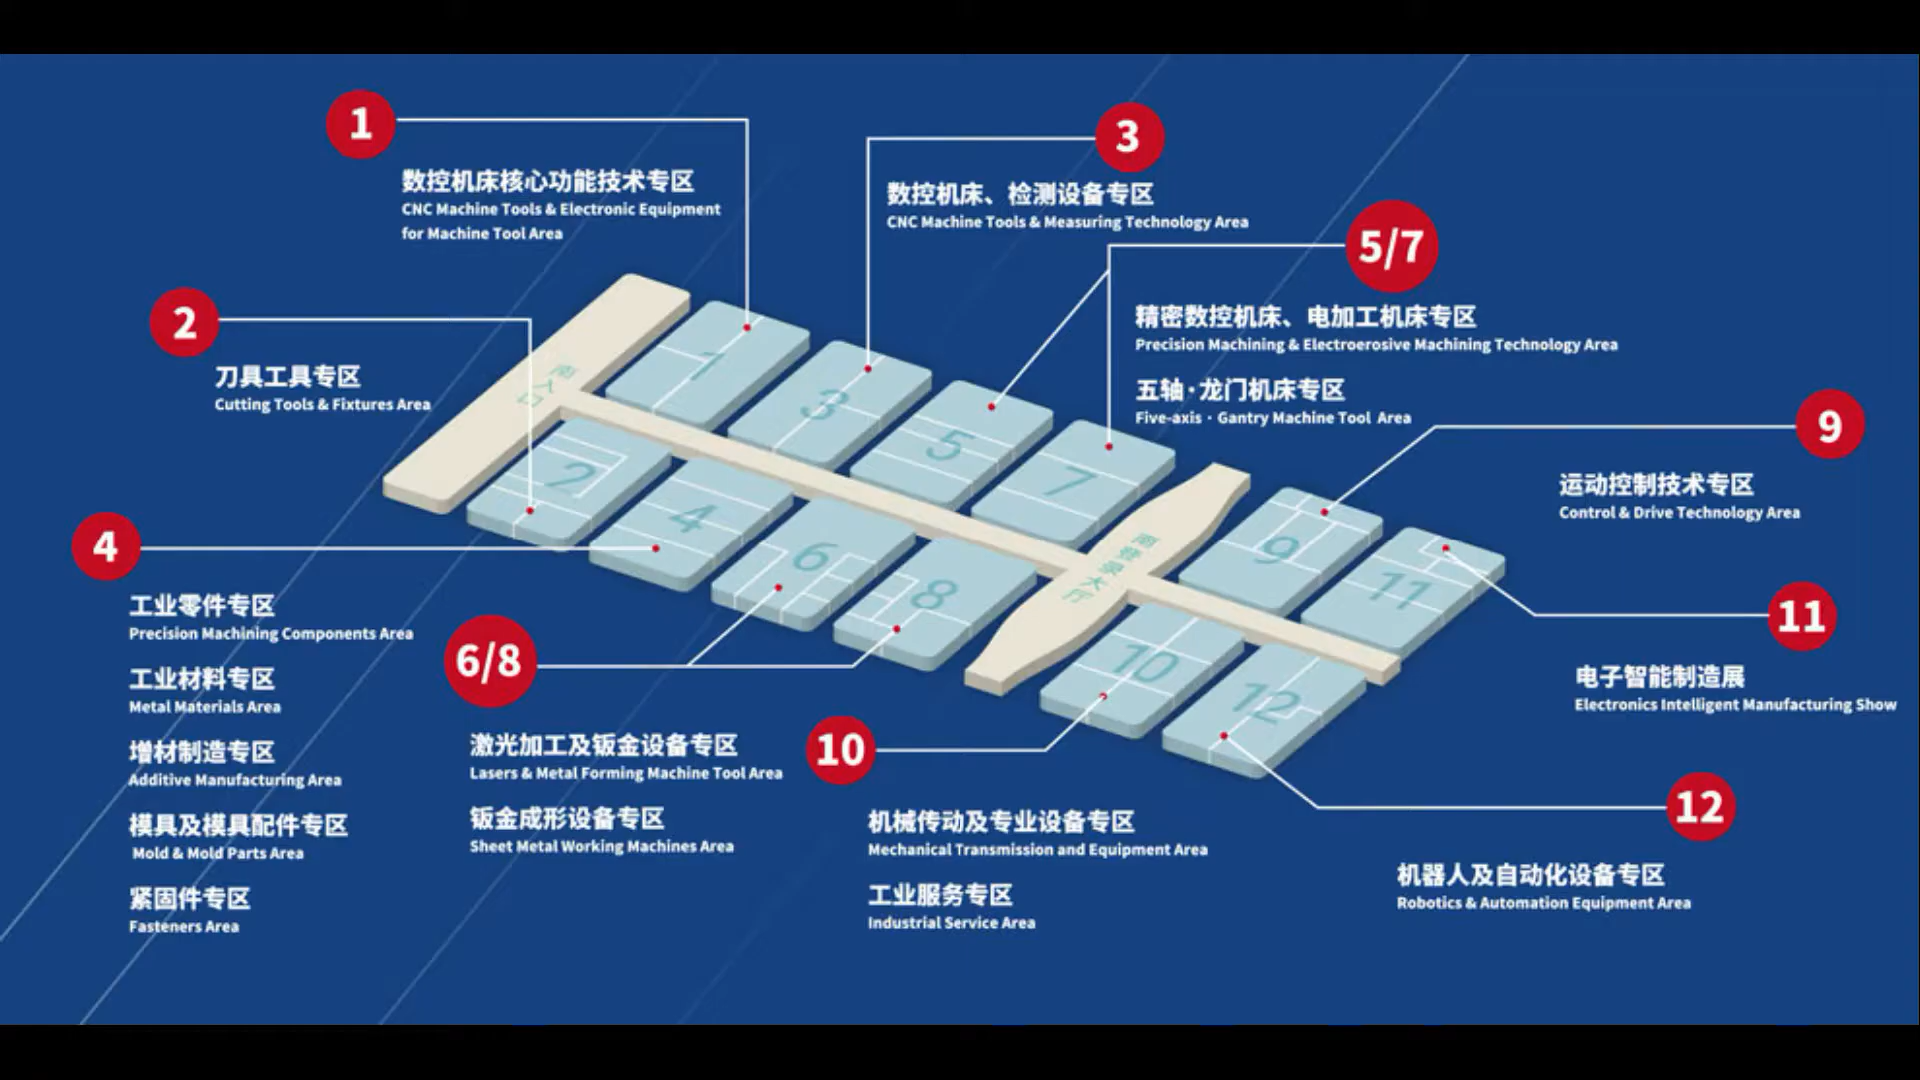 1
数控机床核心功能技术专区
CNC Machine Tools & Electronic Equipment
for Machine Tool Area
3
数控机床、检测设备专区
CNC Machine Tools & Measuring Technology Area
5/7
精密数控机床、电加工机床专区
Precision Machining & Electroerosive Machining Technology Area
五轴·龙门机床专区
Five-axis · Gantry Machine Tool Area
2
刀具工具专区
Cutting Tools & Fixtures Area
9
运动控制技术专区
Control & Drive Technology Area
南入口
1
3
5
7
2
4
6
8
南登录大厅
9
11
10
12
4
工业零件专区
Precision Machining Components Area
工业材料专区
Metal Materials Area
增材制造专区
Additive Manufacturing Area
模具及模具配件专区
Mold & Mold Parts Area
紧固件专区
Fasteners Area
6/8
激光加工及钣金设备专区
Lasers & Metal Forming Machine Tool Area
钣金成形设备专区
Sheet Metal Working Machines Area
10
机械传动及专业设备专区
Mechanical Transmission and Equipment Area
工业服务专区
Industrial Service Area
11
电子智能制造展
Electronics Intelligent Manufacturing Show
12
机器人及自动化设备专区
Robotics & Automation Equipment Area